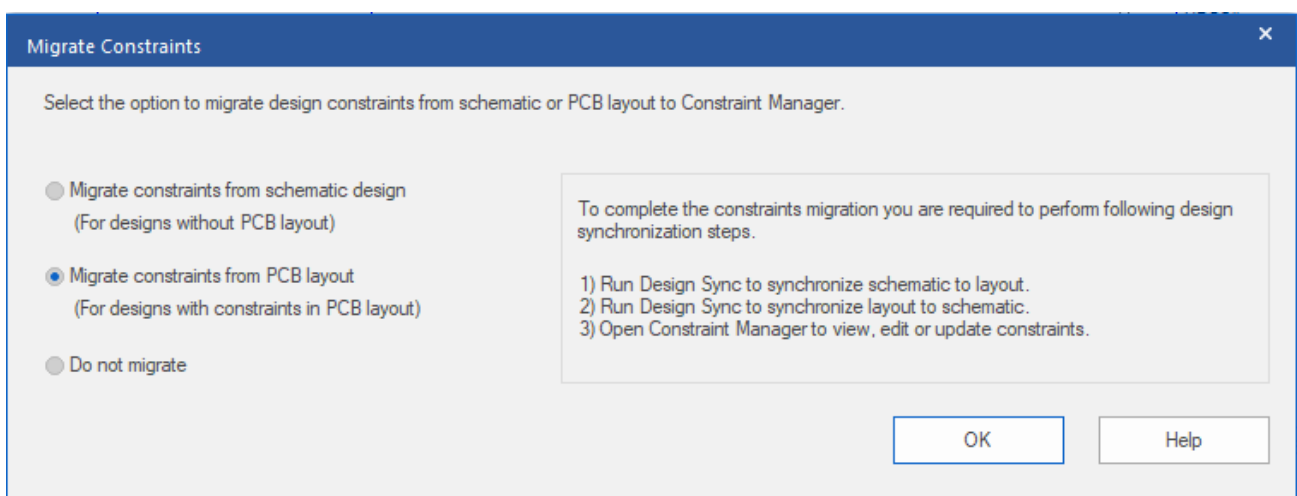 Migrate Constraints
Select the option to migrate design constraints from schematic or PCB layout to Constraint Manager.
Migrate constraints from schematic design
(For designs without PCB layout)
Migrate constraints from PCB layout
(For designs with constraints in PCB layout)
Do not migrate
To complete the constraints migration you are required to perform following design
synchronization steps.
1) Run Design Sync to synchronize schematic to layout.
2) Run Design Sync to synchronize layout to schematic.
3) Open Constraint Manager to view, edit or update constraints.
OK
Help